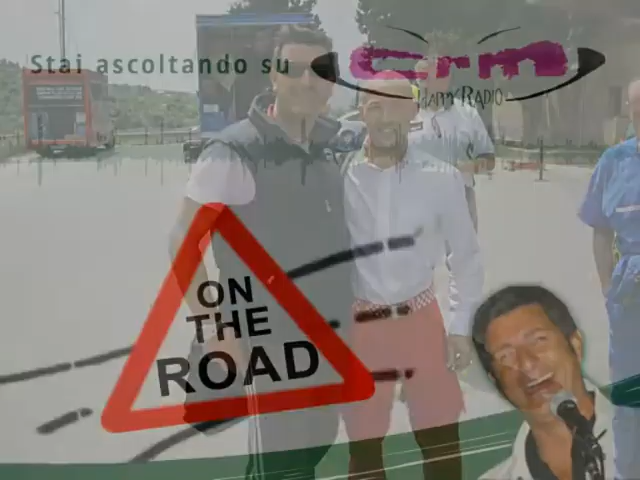 Stai ascoltando su
crm
HAPPY RADIO
ON
THE
ROAD